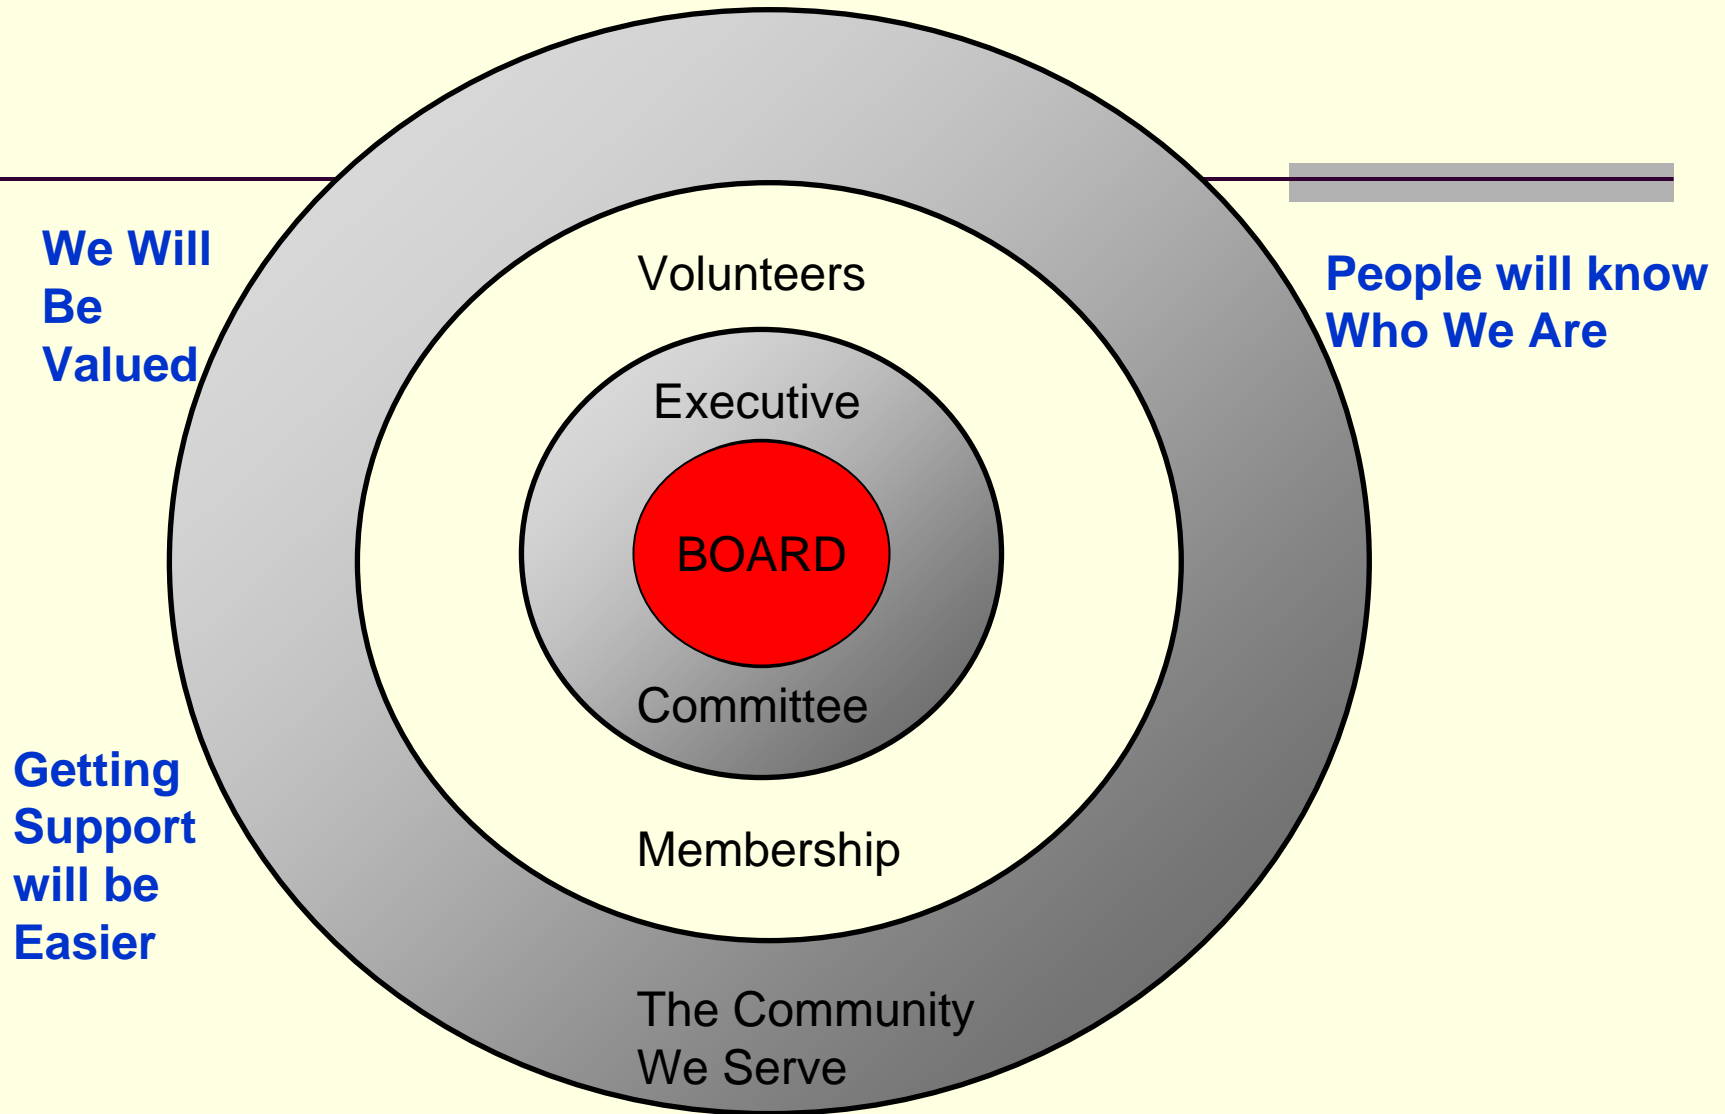 We Will
Be
Valued
Volunteers
People will know
Who We Are
Executive
BOARD
Committee
Getting
Support
will be
Easier
Membership
The Community
We Serve